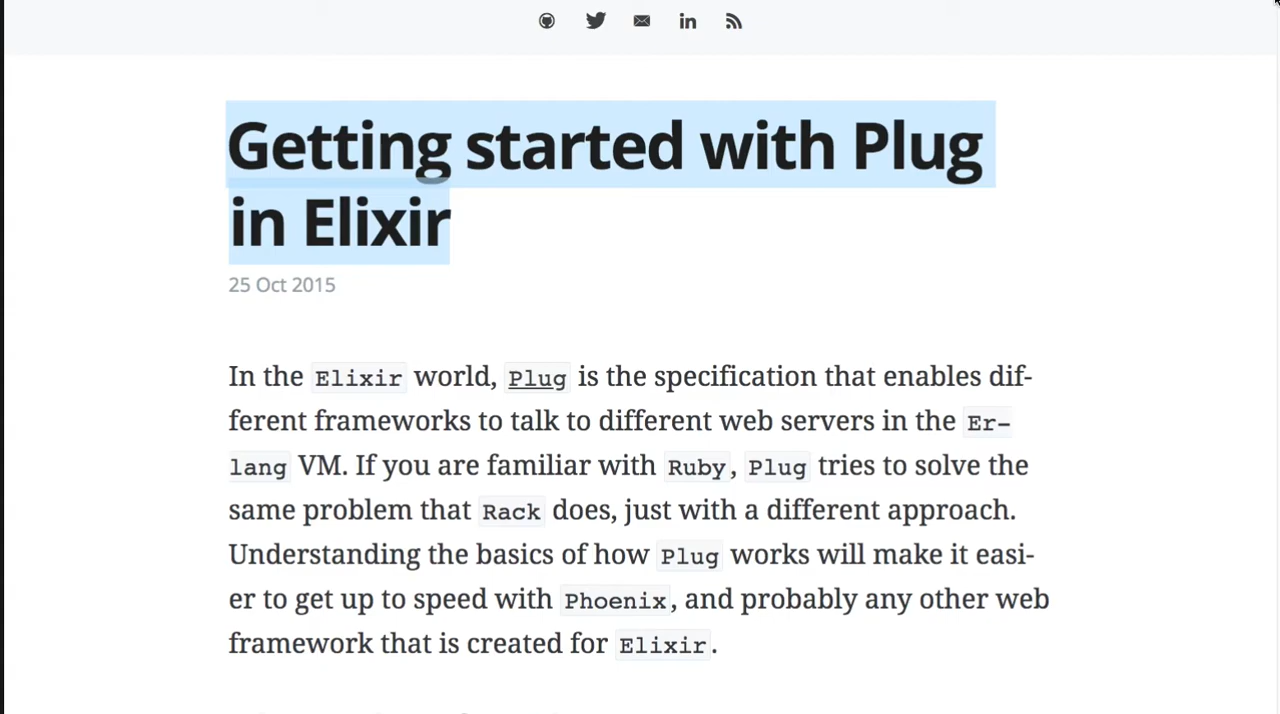 Getting started with Plug
in Elixir
25 Oct 2015
In the Elixir world, Plug is the specification that enables dif-
ferent frameworks to talk to different web servers in the Er-
lang VM. If you are familiar with Ruby, Plug tries to solve the
same problem that Rack does, just with a different approach.
Understanding the basics of how Plug works will make it easi-
er to get up to speed with Phoenix, and probably any other web
framework that is created for Elixir.